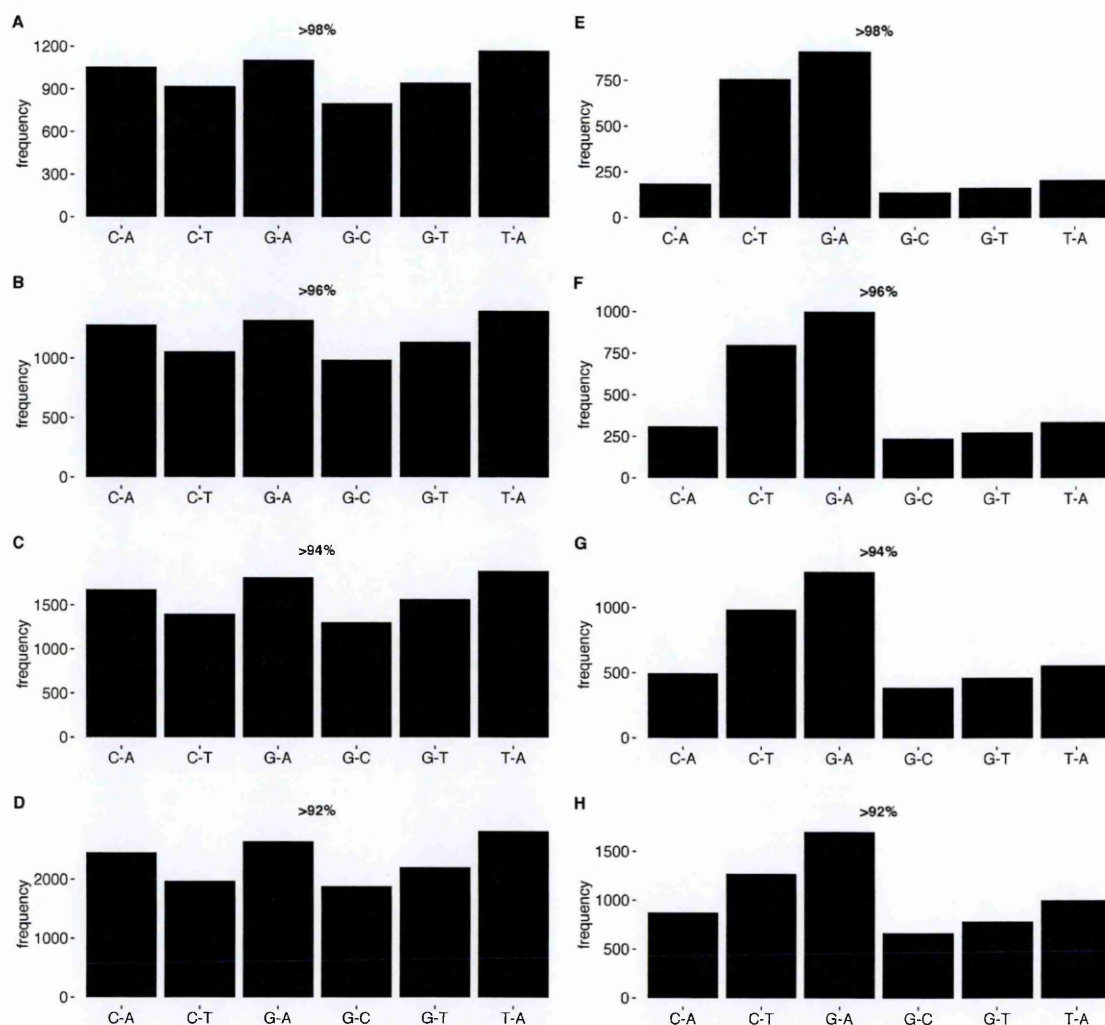 A
>98%
frequency
1200
900
600
300
0
C-A C-T G-A G-C G-T T-A
B
>96%
frequency
1000
500
0
C-A C-T G-A G-C G-T T-A
C
>94%
frequency
1500
1000
500
0
C-A C-T G-A G-C G-T T-A
D
>92%
frequency
2000
1000
0
C-A C-T G-A G-C G-T T-A
E
>98%
frequency
750
500
250
0
C-A C-T G-A G-C G-T T-A
F
>96%
frequency
1000
750
500
250
0
C-A C-T G-A G-C G-T T-A
G
>94%
frequency
1000
500
0
C-A C-T G-A G-C G-T T-A
H
>92%
frequency
1500
1000
500
0
C-A C-T G-A G-C G-T T-A